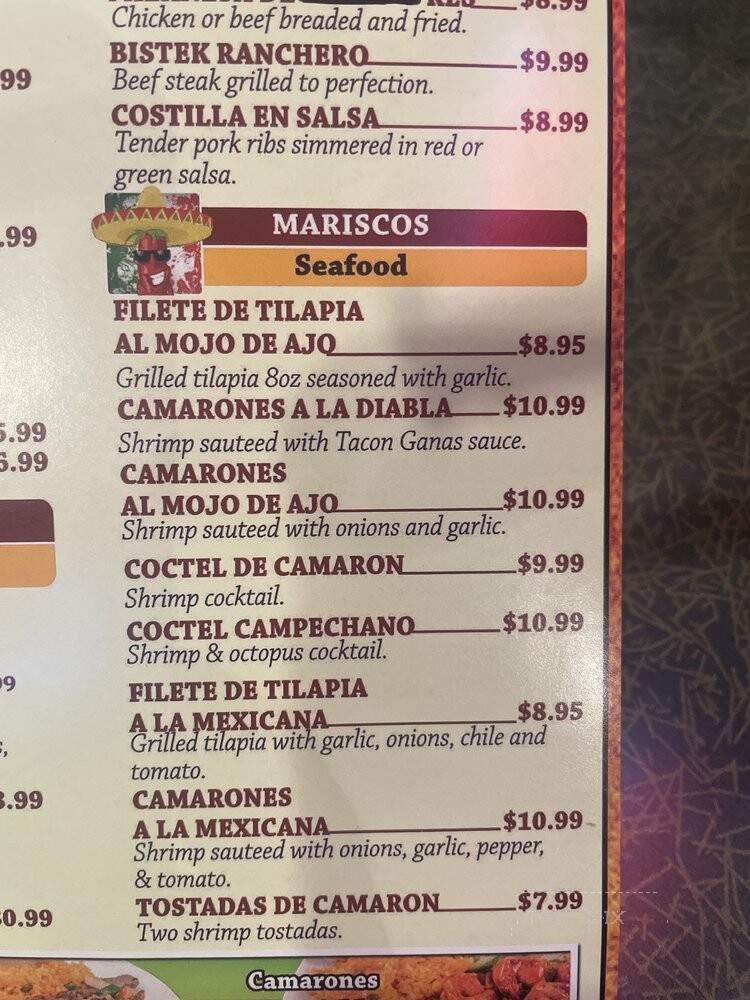 $8.99
Chicken or beef breaded and fried.
BISTEK RANCHERO $9.99
Beef steak grilled to perfection.
COSTILLA EN SALSA $8.99
Tender pork ribs simmered in red or
green salsa.
MARISCOS
Seafood
FILETE DE TILAPIA
AL MOJO DE AJO $8.95
Grilled tilapia 8oz seasoned with garlic.
CAMARONES A LA DIABLA $10.99
Shrimp sauteed with Tacon Ganas sauce.
CAMARONES
AL MOJO DE AJO $10.99
Shrimp sauteed with onions and garlic.
COCTEL DE CAMARON $9.99
Shrimp cocktail.
COCTEL CAMPECHANO $10.99
Shrimp & octopus cocktail.
FILETE DE TILAPIA
A LA MEXICANA $8.95
Grilled tilapia with garlic, onions, chile and
tomato.
CAMARONES
A LA MEXICANA $10.99
Shrimp sauteed with onions, garlic, pepper,
& tomato.
TOSTADAS DE CAMARON $7.99
Two shrimp tostadas.
Camarones